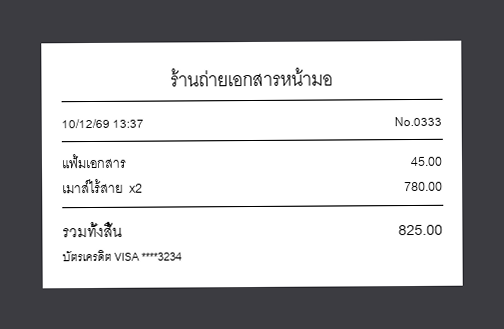 ร้านถ่ายเอกสารหน้ามอ
10/12/69 13:37 No.0333
แฟ้มเอกสาร 45.00
เมาส์ไร้สาย x2 780.00
รวมทั้งสิ้น 825.00
บัตรเครดิต VISA ****3234